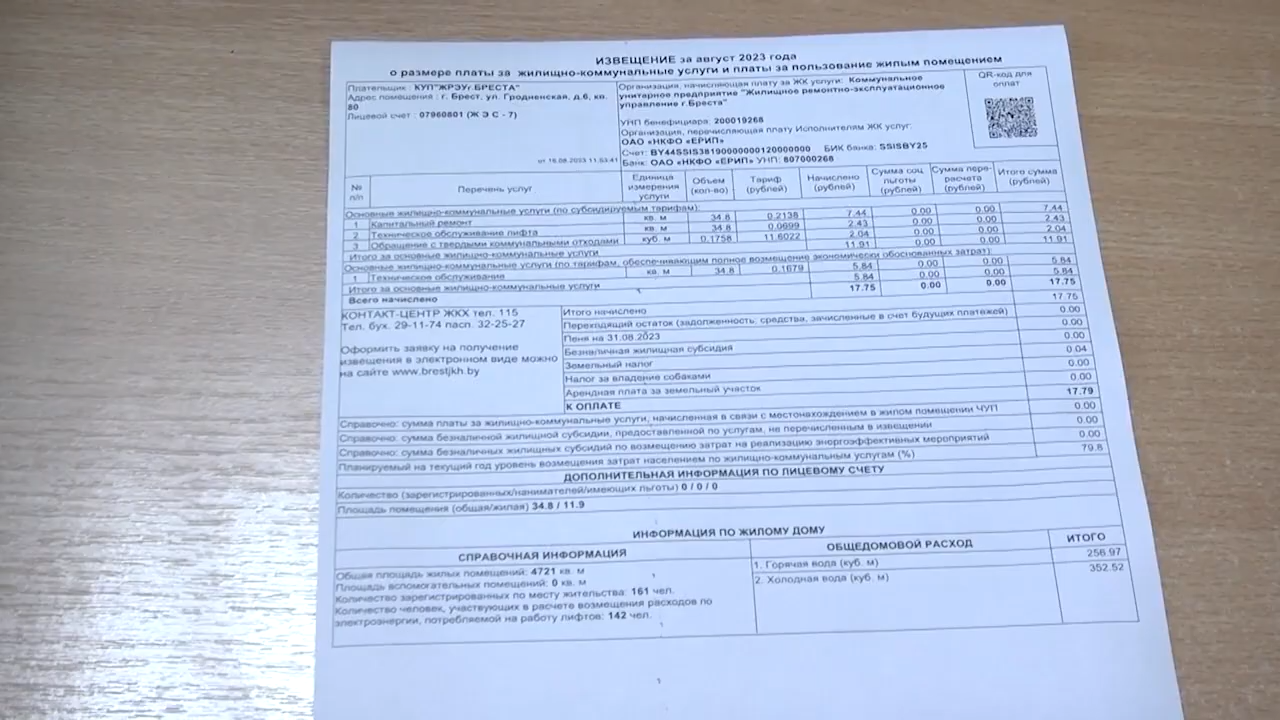 ИЗВЕЩЕНИЕ за август 2023 года
о размере платы за жилищно-коммунальные услуги и платы за пользование жилым помещением
Плательщик : КУП"ЖРЭУг.БРЕСТА"
Адрес помещения : г. Брест, ул. Гродненская, д.6, кв.
80
Лицевой счет : 07960801 (Ж Э С - 7)
от 16.08.2023 11:53:41
Организация, начисляющая плату за ЖК услуги: Коммунальное
унитарное предприятие "Жилищное ремонтно-эксплуатационное
управление г.Бреста"
УНП бенефициара: 200019268
Организация, перечисляющая плату Исполнителям ЖК услуг:
ОАО «НКФО «ЕРИП»
Счет: BY44SSIS38190000000120000000 БИК банка: SSISBY25
Банк: ОАО «НКФО «ЕРИП» УНП: 807000268
QR-код для
оплат
№ п/п Перечень услуг Единица измерения услуги Объем (кол-во) Тариф (рублей) Начислено (рублей) Сумма соц. льготы (рублей) Сумма пере-расчета (рублей) Итого сумма (рублей)
Основные жилищно-коммунальные услуги (по субсидируемым тарифам):
1 Капитальный ремонт кв. м 34.8 0.2138 7.44 0.00 0.00 7.44
2 Техническое обслуживание лифта кв. м 34.8 0.0699 2.43 0.00 0.00 2.43
3 Обращение с твердыми коммунальными отходами куб. м 0.1758 11.6022 2.04 0.00 0.00 2.04
Итого за основные жилищно-коммунальные услуги 11.91 0.00 0.00 11.91
Основные жилищно-коммунальные услуги (по тарифам, обеспечивающим полное возмещение экономически обоснованных затрат):
1 Техническое обслуживание кв. м 34.8 0.1679 5.84 0.00 0.00 5.84
Итого за основные жилищно-коммунальные услуги 5.84 0.00 0.00 5.84
Всего начислено 17.75 0.00 0.00 17.75
КОНТАКТ-ЦЕНТР ЖКХ тел. 115
Тел. бух. 29-11-74 пасп. 32-25-27
Оформить заявку на получение
извещения в электронном виде можно
на сайте www.brestjkh.by
Итого начислено 17.75
Переходящий остаток (задолженность, средства, зачисленные в счет будущих платежей) 0.00
Пеня на 31.08.2023 0.00
Безналичная жилищная субсидия 0.00
Земельный налог 0.04
Налог за владение собаками 0.00
Арендная плата за земельный участок 0.00
К ОПЛАТЕ 17.79
Справочно: сумма платы за жилищно-коммунальные услуги, начисленная в связи с местонахождением в жилом помещении ЧУП 0.00
Справочно: сумма безналичной жилищной субсидии, предоставленной по услугам, не перечисленным в извещении 0.00
Справочно: сумма безналичных жилищных субсидий по возмещению затрат на реализацию энергоэффективных мероприятий 0.00
Планируемый на текущий год уровень возмещения затрат населением по жилищно-коммунальным услугам (%) 79.8
ДОПОЛНИТЕЛЬНАЯ ИНФОРМАЦИЯ ПО ЛИЦЕВОМУ СЧЕТУ
Количество (зарегистрированных/нанимателей/имеющих льготы) 0 / 0 / 0
Площадь помещения (общая/жилая) 34.8 / 11.9
ИНФОРМАЦИЯ ПО ЖИЛОМУ ДОМУ
СПРАВОЧНАЯ ИНФОРМАЦИЯ
Общая площадь жилых помещений: 4721 кв. м
Площадь вспомогательных помещений: 0 кв. м
Количество зарегистрированных по месту жительства: 161 чел.
Количество человек, участвующих в расчете возмещения расходов по
электроэнергии, потребляемой на работу лифтов: 142 чел.
ОБЩЕДОМОВОЙ РАСХОД ИТОГО
1. Горячая вода (куб. м) 256.97
2. Холодная вода (куб. м) 352.52